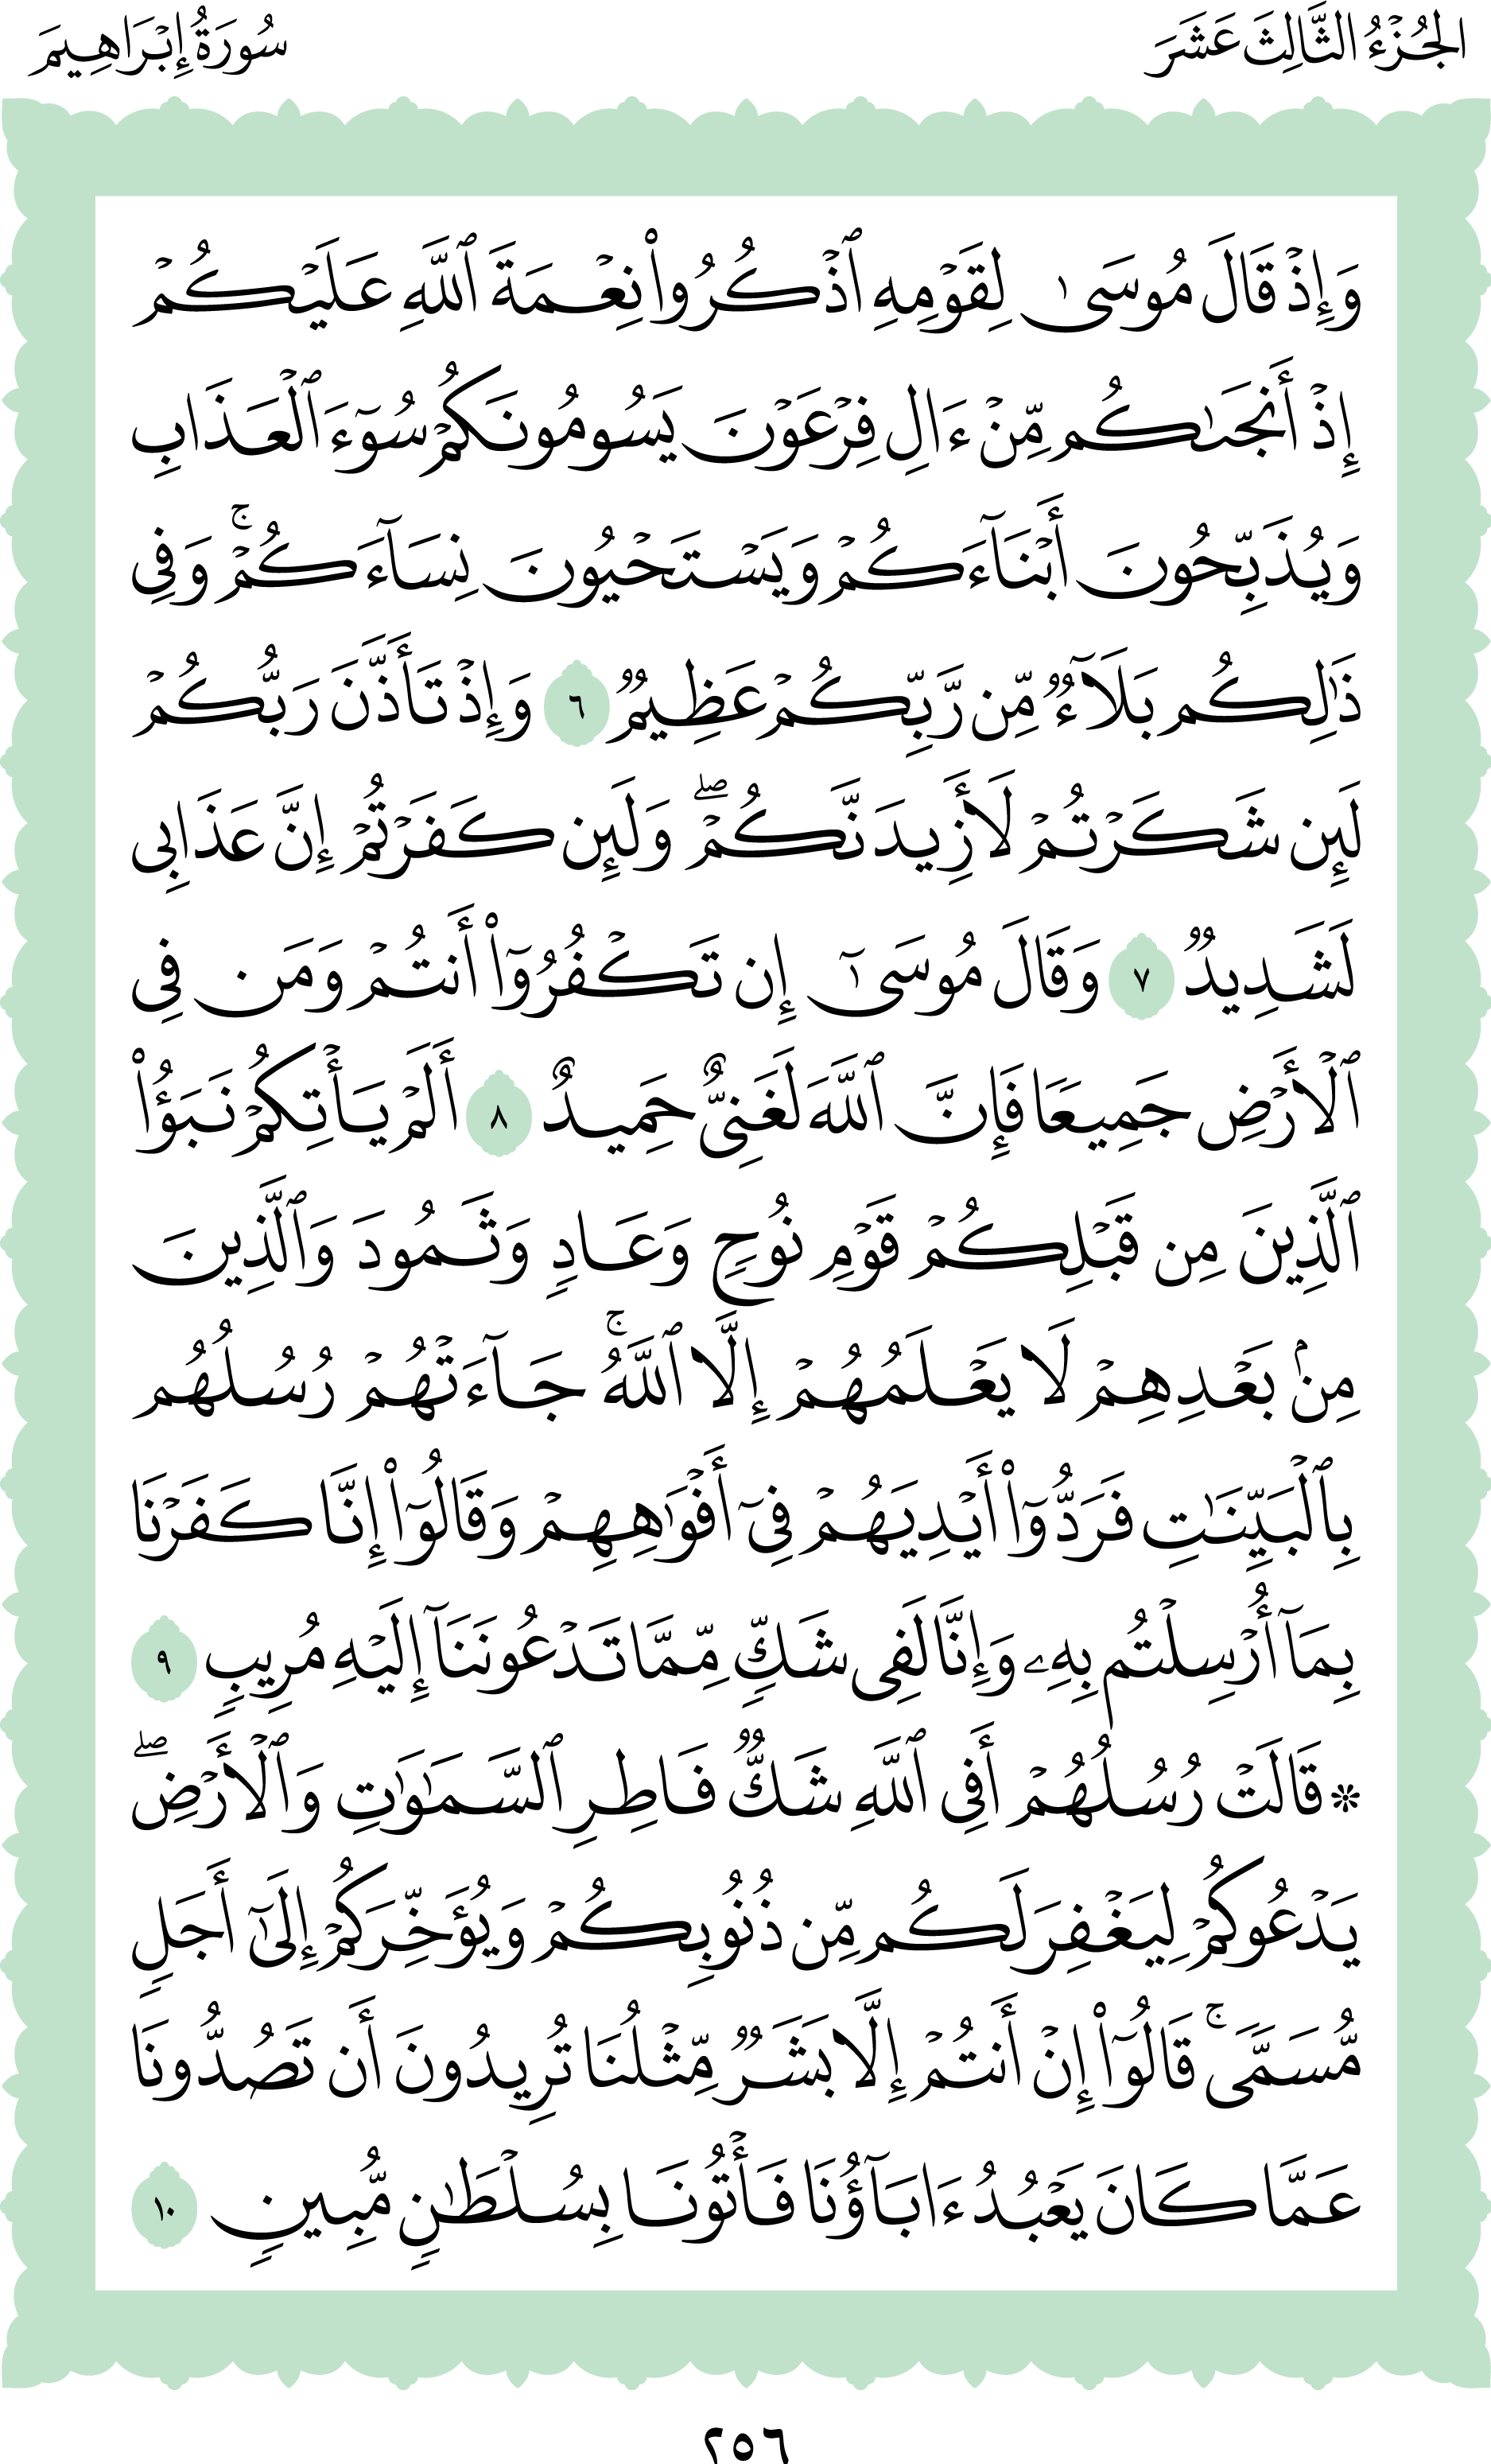 الجُزْءُ الثَّالِثَ عَشَرَ
سُورَةُ إِبْرَاهِيمَ
وَإِذۡ قَالَ مُوسَىٰ لِقَوۡمِهِ ٱذۡكُرُواْ نِعۡمَةَ ٱللَّهِ عَلَيۡكُمۡ
إِذۡ أَنجَىٰكُم مِّنۡ ءَالِ فِرۡعَوۡنَ يَسُومُونَكُمۡ سُوٓءَ ٱلۡعَذَابِ
وَيُذَبِّحُونَ أَبۡنَآءَكُمۡ وَيَسۡتَحۡيُونَ نِسَآءَكُمۡۚ وَفِي
ذَٰلِكُم بَلَآءٞ مِّن رَّبِّكُمۡ عَظِيمٞ ٦ وَإِذۡ تَأَذَّنَ رَبُّكُمۡ
لَئِن شَكَرۡتُمۡ لَأَزِيدَنَّكُمۡۖ وَلَئِن كَفَرۡتُمۡ إِنَّ عَذَابِي
لَشَدِيدٞ ٧ وَقَالَ مُوسَىٰٓ إِن تَكۡفُرُوٓاْ أَنتُمۡ وَمَن فِي
ٱلۡأَرۡضِ جَمِيعٗا فَإِنَّ ٱللَّهَ لَغَنِيٌّ حَمِيدٌ ٨ أَلَمۡ يَأۡتِكُمۡ نَبَؤُاْ
ٱلَّذِينَ مِن قَبۡلِكُمۡ قَوۡمِ نُوحٖ وَعَادٖ وَثَمُودَ وَٱلَّذِينَ
مِنۢ بَعۡدِهِمۡ لَا يَعۡلَمُهُمۡ إِلَّا ٱللَّهُۚ جَآءَتۡهُمۡ رُسُلُهُم
بِٱلۡبَيِّنَٰتِ فَرَدُّوٓاْ أَيۡدِيَهُمۡ فِيٓ أَفۡوَٰهِهِمۡ وَقَالُوٓاْ إِنَّا كَفَرۡنَا
بِمَآ أُرۡسِلۡتُم بِهِۦ وَإِنَّا لَفِي شَكّٖ مِّمَّا تَدۡعُونَنَآ إِلَيۡهِ مُرِيبٖ ٩
۞ قَالَتۡ رُسُلُهُمۡ أَفِي ٱللَّهِ شَكّٞ فَاطِرِ ٱلسَّمَٰوَٰتِ وَٱلۡأَرۡضِۖ
يَدۡعُوكُمۡ لِيَغۡفِرَ لَكُم مِّن ذُنُوبِكُمۡ وَيُؤَخِّرَكُمۡ إِلَىٰٓ أَجَلٖ
مُّسَمّٗىۚ قَالُوٓاْ إِنۡ أَنتُمۡ إِلَّا بَشَرٞ مِّثۡلُنَا تُرِيدُونَ أَن تَصُدُّونَا
عَمَّا كَانَ يَعۡبُدُ ءَابَآؤُنَا فَأۡتُونَا بِسُلۡطَٰنٖ مُّبِينٖ ١٠
٢٥٦